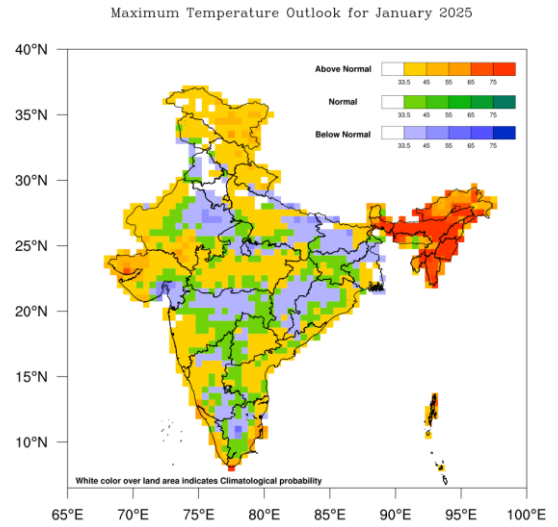 Maximum Temperature Outlook for January 2025
40°N
Above Normal
33.5 45 55 65 75
35°N
Normal
33.5 45 55 65 75
Below Normal
33.5 45 55 65 75
30°N
25°N
20°N
15°N
10°N
White color over land area indicates Climatological probability
65°E 70°E 75°E 80°E 85°E 90°E 95°E 100°E